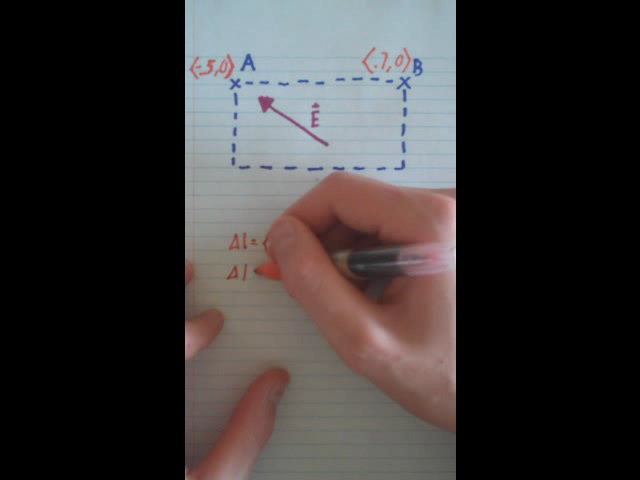 ⟨-.5,0⟩ A ⟨.7,0⟩ B
E⃗
Δl = ⟨
Δl